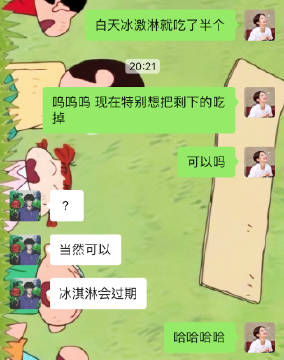 白天冰激淋就吃了半个
20:21
呜呜呜 现在特别想把剩下的吃
掉
可以吗
?
当然可以
冰淇淋会过期
哈哈哈哈